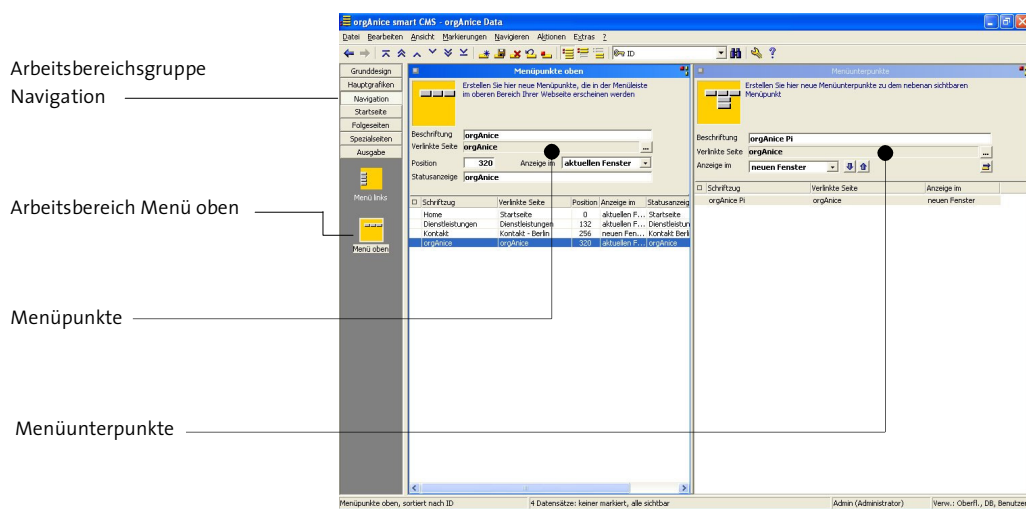 orgAnice smart CMS - orgAnice Data
Datei Bearbeiten Ansicht Markierungen Navigieren Aktionen Extras ?
ID
Arbeitsbereichsgruppe
Navigation
Arbeitsbereich Menü oben
Menüpunkte
Menüunterpunkte
Grunddesign
Hauptgrafiken
Navigation
Startseite
Folgeseiten
Spezialseiten
Ausgabe
Menü links
Menü oben
Menüpunkte oben
Erstellen Sie hier neue Menüpunkte, die in der Menüleiste
im oberen Bereich Ihrer Webseite erscheinen werden
Beschriftung orgAnice
Verlinkte Seite orgAnice ...
Position 320 Anzeige im aktuellen Fenster
Statusanzeige orgAnice
Schriftzug Verlinkte Seite Position Anzeige im Statusanzeig
Home Startseite 0 aktuellen F... Startseite
Dienstleistungen Dienstleistungen 132 aktuellen F... Dienstleistun
Kontakt Kontakt - Berlin 256 neuen Fen... Kontakt Berli
orgAnice orgAnice 320 aktuellen F... orgAnice
Menüunterpunkte
Erstellen Sie hier neue Menüunterpunkte zu dem nebenan sichtbaren
Menüpunkt
Beschriftung orgAnice Pi
Verlinkte Seite orgAnice ...
Anzeige im neuen Fenster
Schriftzug Verlinkte Seite Anzeige im
orgAnice Pi orgAnice neuen Fenster
Menüpunkte oben, sortiert nach ID 4 Datensätze: keiner markiert, alle sichtbar Admin (Administrator) Verw.: Oberfl., DB, Benutzer